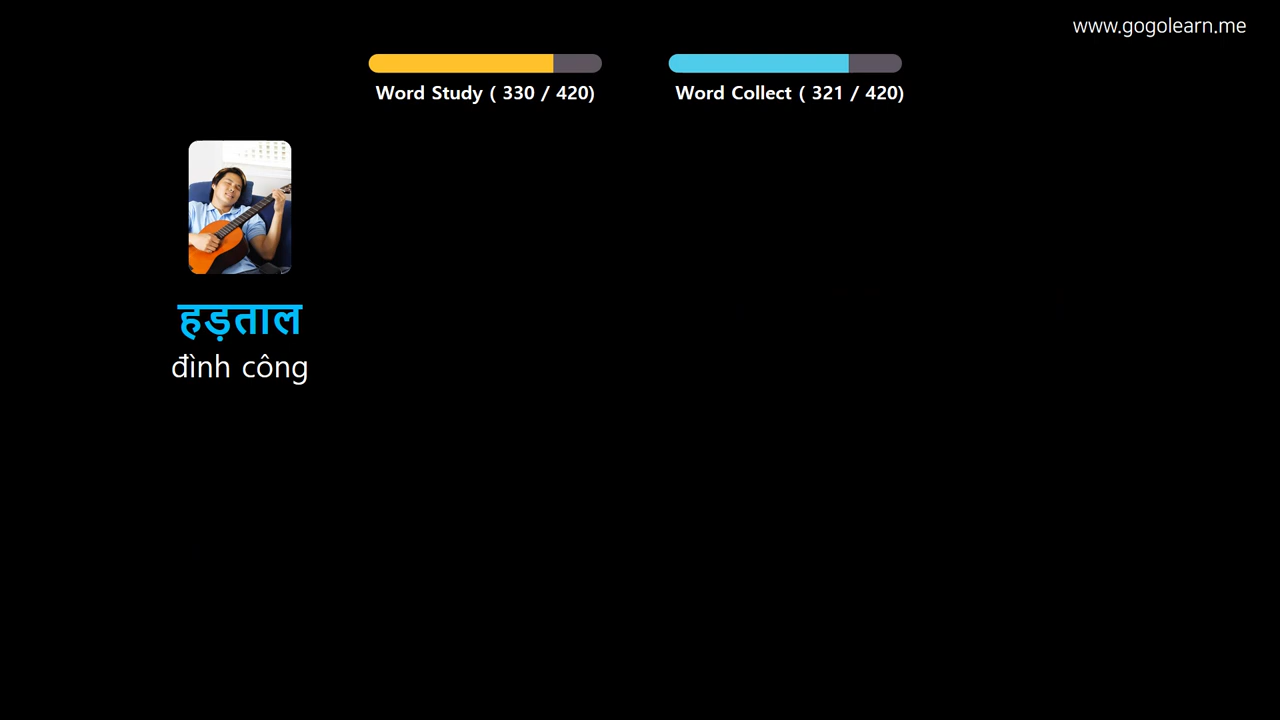 www.gogolearn.me
Word Study ( 330 / 420)
Word Collect ( 321 / 420)
हड़ताल
đình công